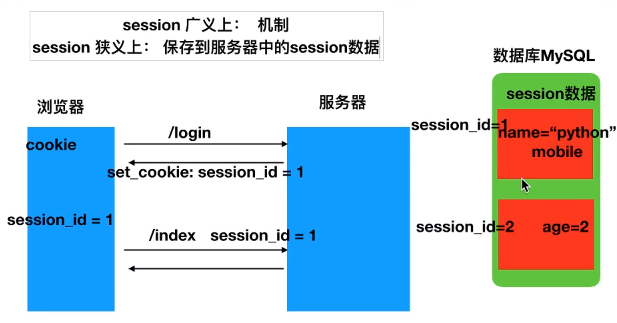 session 广义上： 机制
session 狭义上： 保存到服务器中的session数据
数据库MySQL
浏览器
服务器
session数据
session_id=1
name=“python”
mobile
cookie
/login
set_cookie: session_id = 1
session_id = 1
/index session_id = 1
session_id=2
age=2